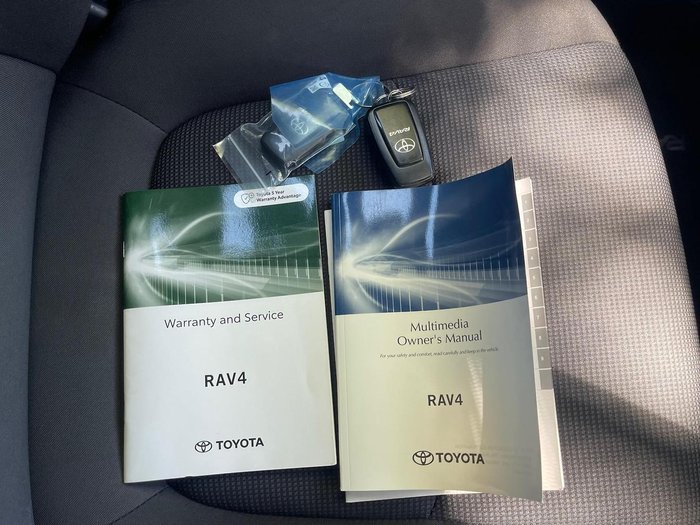 RAV4
Toyota 5 Year
Warranty Advantage
Warranty and Service
RAV4
TOYOTA
Multimedia
Owner's Manual
For your safety and comfort, read carefully and keep in the vehicle.
RAV4
TOYOTA